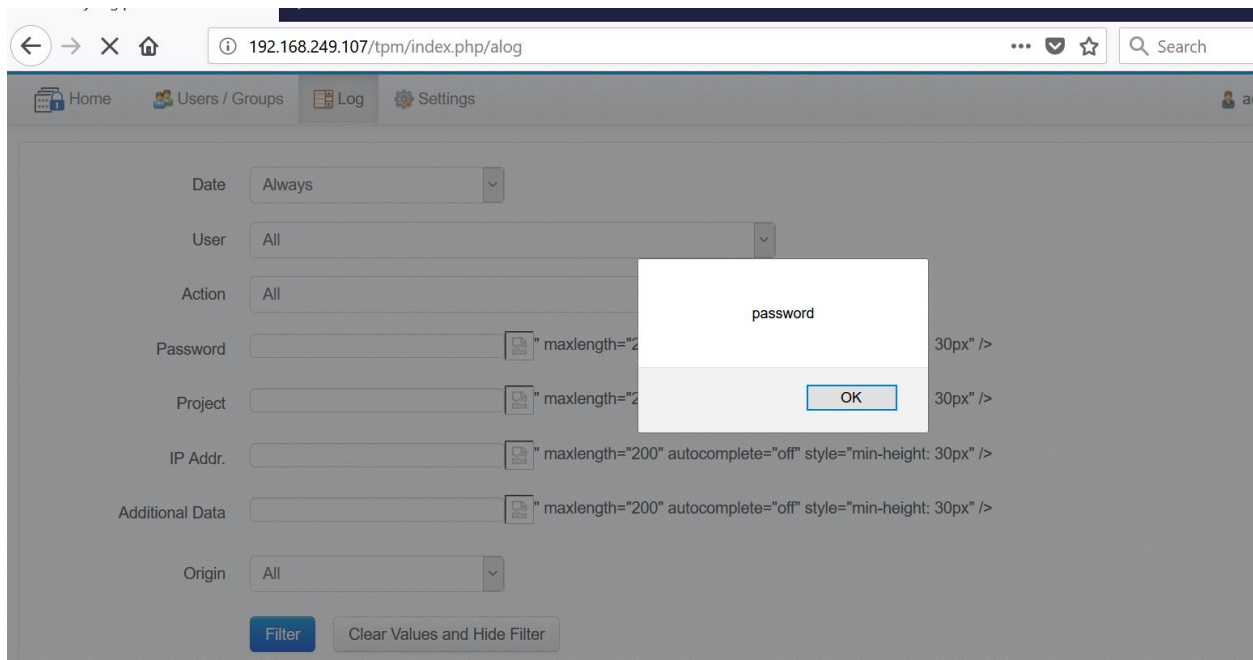 192.168.249.107/tpm/index.php/alog
Search
Home Users / Groups Log Settings
Date Always
User All
Action All
password
Password " maxlength="2 30px" />
OK
Project " maxlength="2 30px" />
IP Addr. " maxlength="200" autocomplete="off" style="min-height: 30px" />
Additional Data " maxlength="200" autocomplete="off" style="min-height: 30px" />
Origin All
Filter Clear Values and Hide Filter